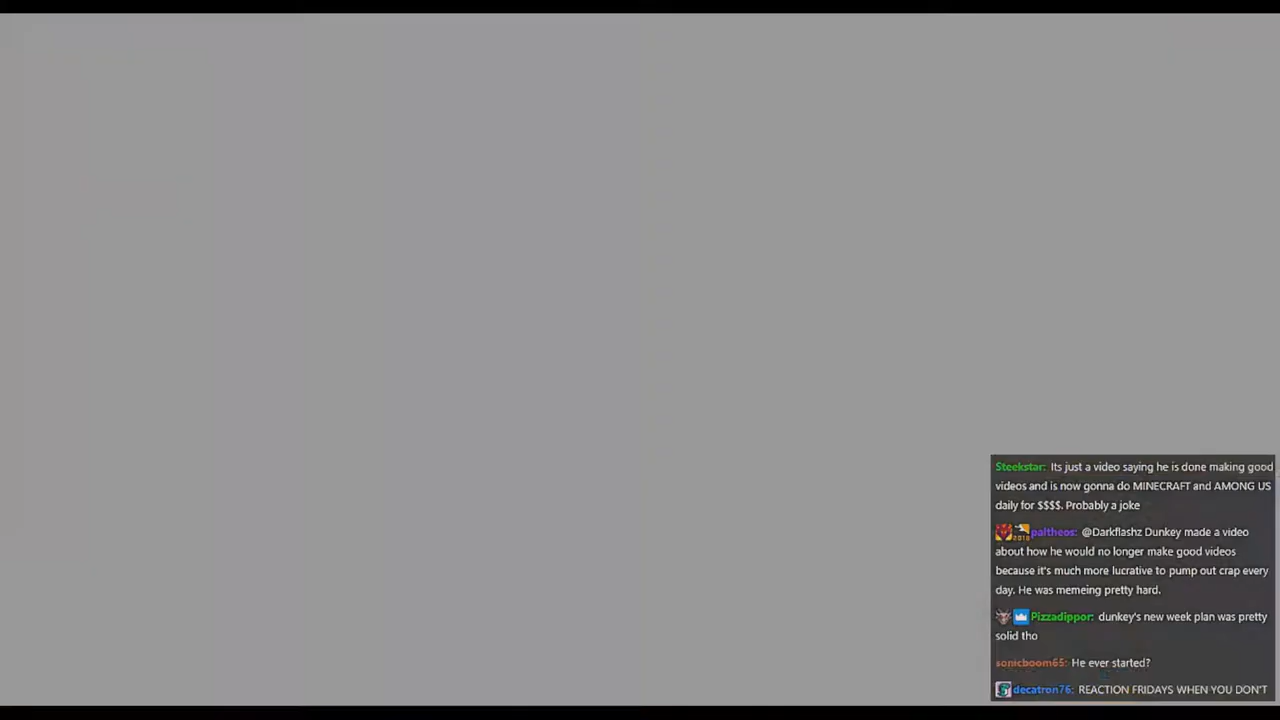 Steekstar: Its just a video saying he is done making good
videos and is now gonna do MINECRAFT and AMONG US
daily for $$$$. Probably a joke
2018 paltheos: @Darkflashz Dunkey made a video
about how he would no longer make good videos
because it's much more lucrative to pump out crap every
day. He was memeing pretty hard.
Pizzadippor: dunkey's new week plan was pretty
solid tho
sonicboom65: He ever started?
decatron76: REACTION FRIDAYS WHEN YOU DON'T